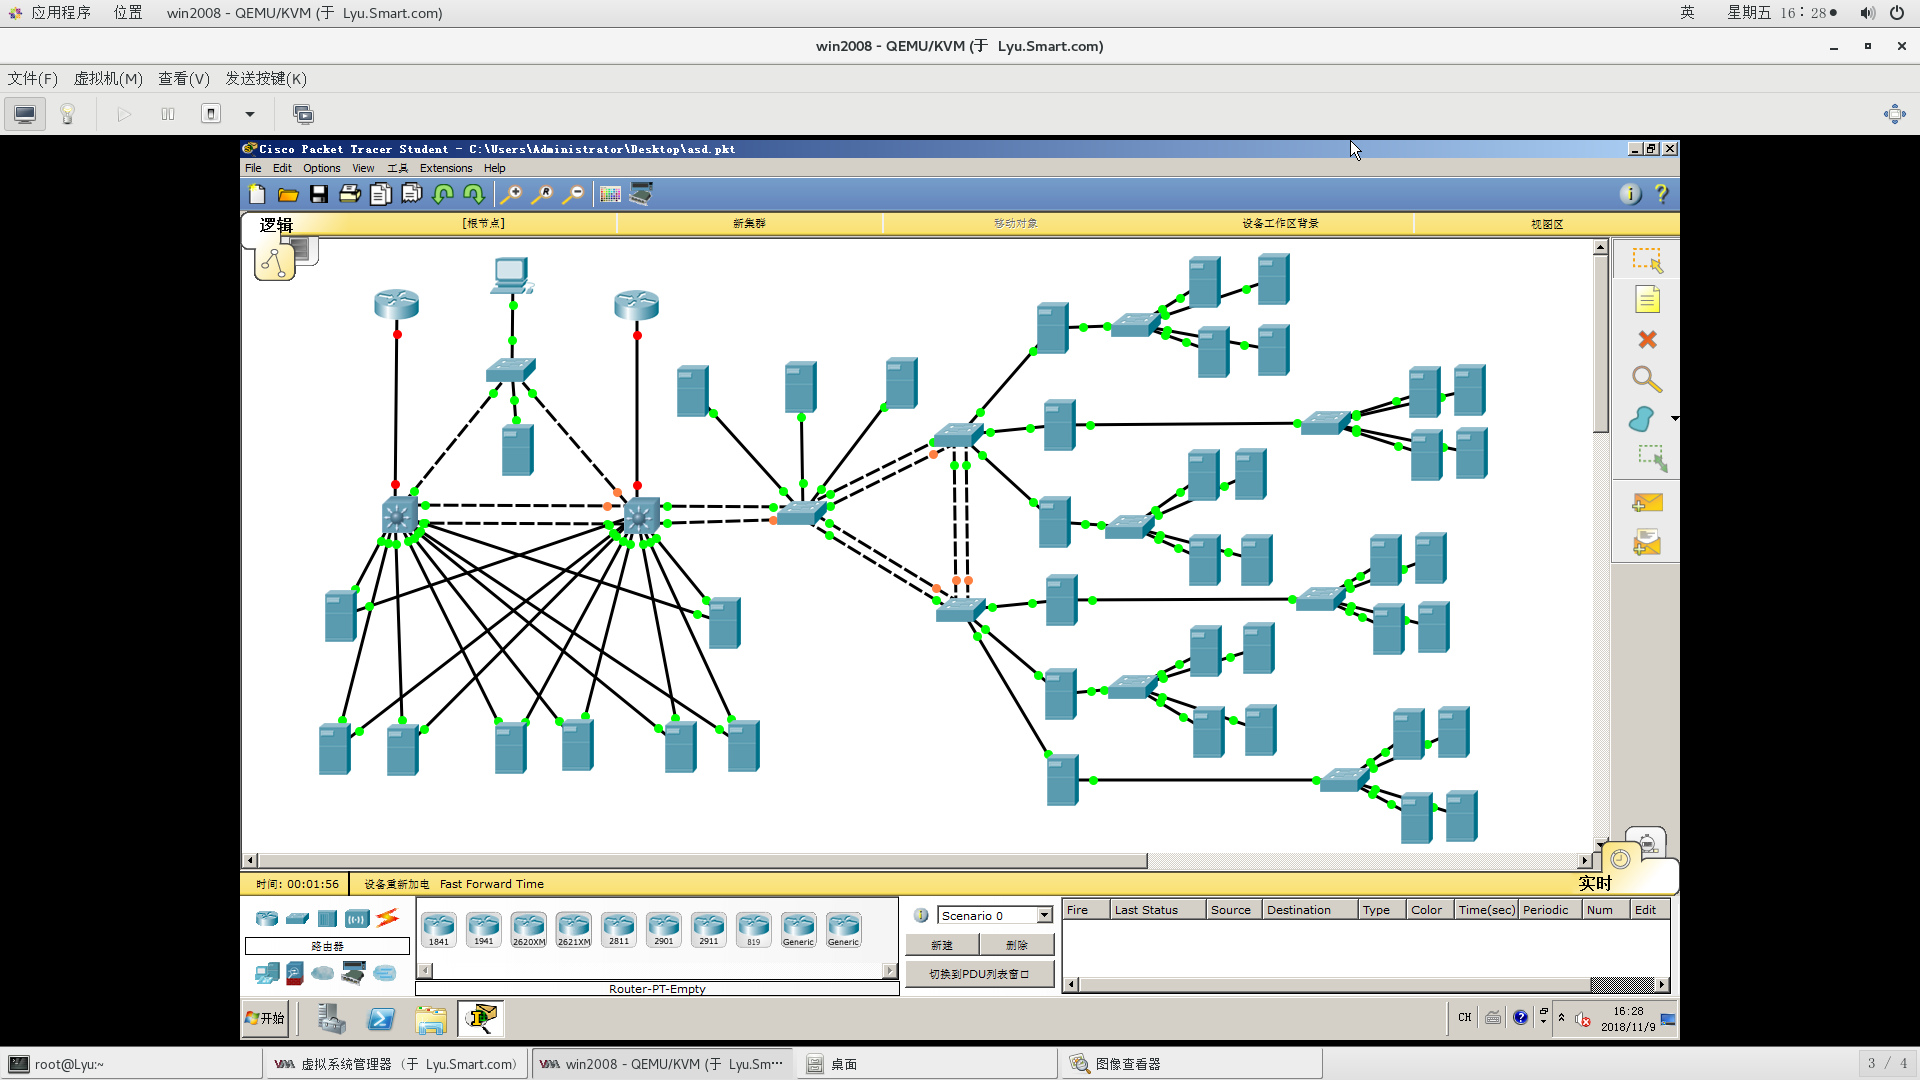 应用程序 位置 win2008 - QEMU/KVM (于 Lyu.Smart.com) 英 星期五 16：28●
win2008 - QEMU/KVM (于 Lyu.Smart.com)
文件(F) 虚拟机(M) 查看(V) 发送按键(K)
Cisco Packet Tracer Student - C:\Users\Administrator\Desktop\asd.pkt
File Edit Options View 工具 Extensions Help
逻辑 [根节点] 新集群 移动对象 设备工作区背景 视图区
时间: 00:01:56 设备重新加电 Fast Forward Time 实时
1841 1941 2620XM 2621XM 2811 2901 2911 819 Generic Generic
路由器
Router-PT-Empty
Scenario 0
新建 删除
切换到PDU列表窗口
Fire Last Status Source Destination Type Color Time(sec) Periodic Num Edit
开始 CH 16:28
2018/11/9
root@Lyu:~ 虚拟系统管理器（于 Lyu.Smart.com） win2008 - QEMU/KVM (于 Lyu.Sm… 桌面 图像查看器 3 / 4